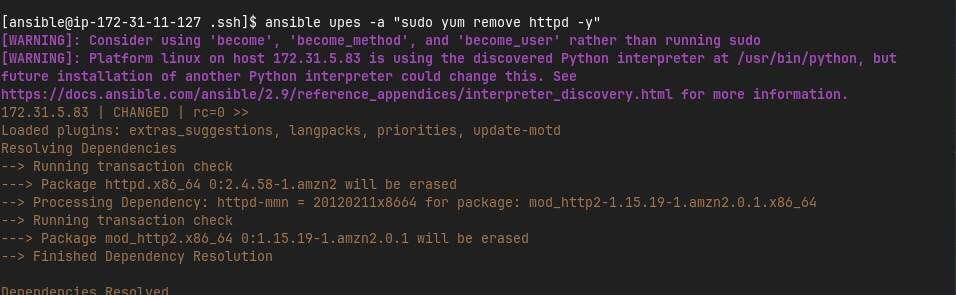 [ansible@ip-172-31-11-127 .ssh]$ ansible upes -a "sudo yum remove httpd -y"
[WARNING]: Consider using 'become', 'become_method', and 'become_user' rather than running sudo
[WARNING]: Platform linux on host 172.31.5.83 is using the discovered Python interpreter at /usr/bin/python, but
future installation of another Python interpreter could change this. See
https://docs.ansible.com/ansible/2.9/reference_appendices/interpreter_discovery.html for more information.
172.31.5.83 | CHANGED | rc=0 >>
Loaded plugins: extras_suggestions, langpacks, priorities, update-motd
Resolving Dependencies
--> Running transaction check
---> Package httpd.x86_64 0:2.4.58-1.amzn2 will be erased
--> Processing Dependency: httpd-mmn = 20120211x8664 for package: mod_http2-1.15.19-1.amzn2.0.1.x86_64
--> Running transaction check
---> Package mod_http2.x86_64 0:1.15.19-1.amzn2.0.1 will be erased
--> Finished Dependency Resolution
Dependencies Resolved